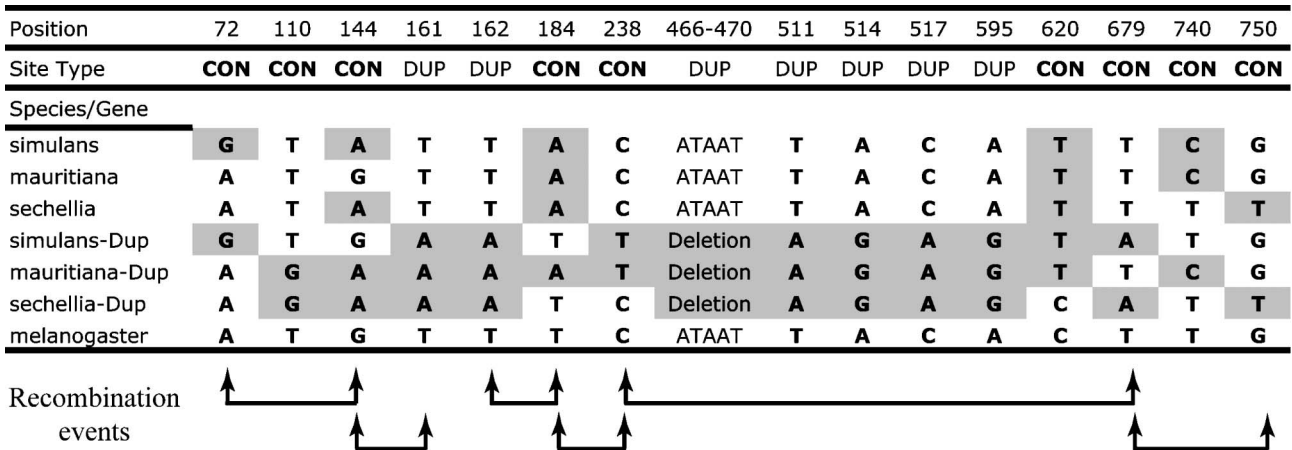 Position 72 110 144 161 162 184 238 466-470 511 514 517 595 620 679 740 750
Site Type CON CON CON DUP DUP CON CON DUP DUP DUP DUP DUP CON CON CON CON
Species/Gene
simulans G T A T T A C ATAAT T A C A T T C G
mauritiana A T G T T A C ATAAT T A C A T T C G
sechellia A T A T T A C ATAAT T A C A T T T T
simulans-Dup G T G A A T T Deletion A G A G T A T G
mauritiana-Dup A G A A A A T Deletion A G A G T T C G
sechellia-Dup A G A A A T C Deletion A G A G C A T T
melanogaster A T G T T T C ATAAT T A C A C T T G
Recombination
events